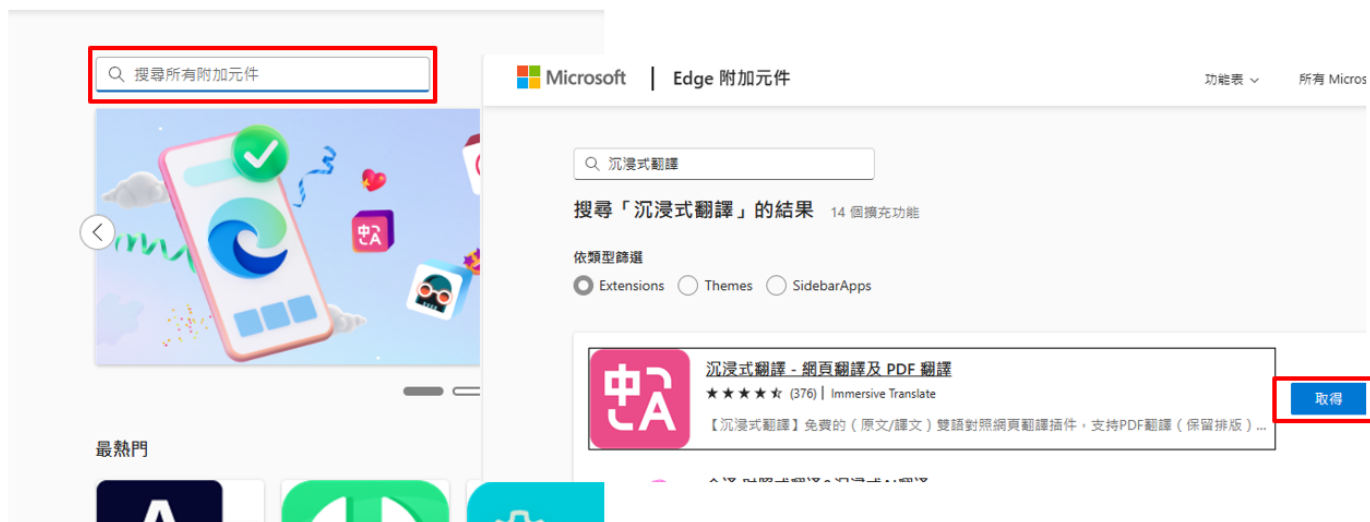 搜尋所有附加元件
中A
最熱門
A
Microsoft | Edge 附加元件
功能表
所有 Micros
沉浸式翻譯
搜尋「沉浸式翻譯」的結果 14 個擴充功能
依類型篩選
Extensions Themes SidebarApps
中A
沉浸式翻譯 - 網頁翻譯及 PDF 翻譯
★★★★⯪ (376) | Immersive Translate
【沉浸式翻譯】免費的（原文/譯文）雙語對照網頁翻譯插件，支持PDF翻譯（保留排版）...
取得